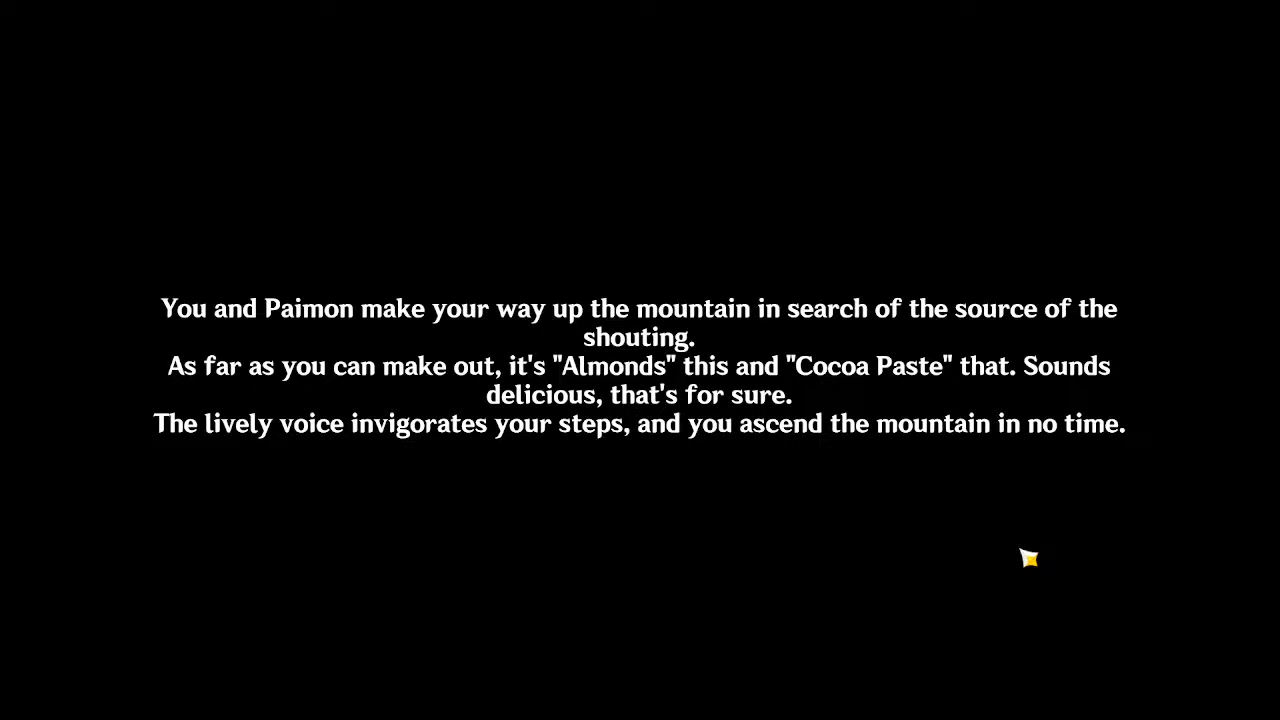 You and Paimon make your way up the mountain in search of the source of the
shouting.
As far as you can make out, it's "Almonds" this and "Cocoa Paste" that. Sounds
delicious, that's for sure.
The lively voice invigorates your steps, and you ascend the mountain in no time.